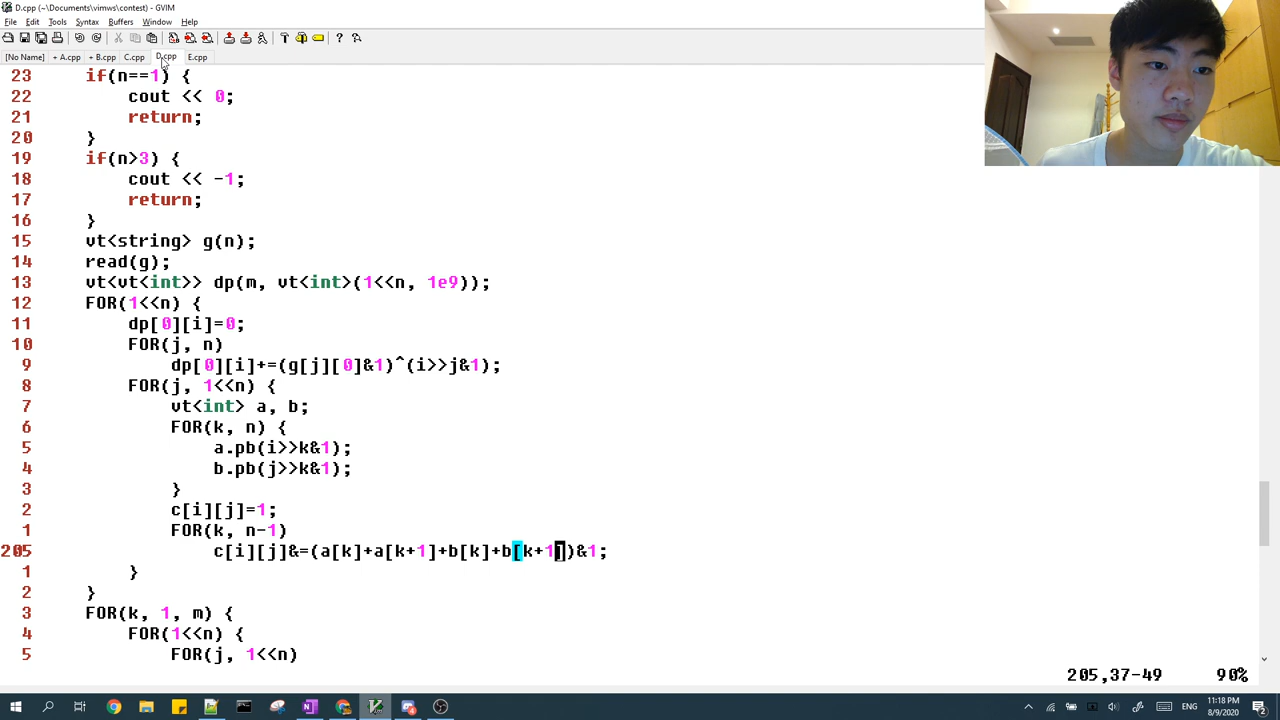 D.cpp (~\Documents\vimws\contest) - GVIM
File Edit Tools Syntax Buffers Window Help
[No Name] + A.cpp + B.cpp C.cpp D.cpp E.cpp
23 if(n==1) {
22 cout << 0;
21 return;
20 }
19 if(n>3) {
18 cout << -1;
17 return;
16 }
15 vt<string> g(n);
14 read(g);
13 vt<vt<int>> dp(m, vt<int>(1<<n, 1e9));
12 FOR(1<<n) {
11 dp[0][i]=0;
10 FOR(j, n)
9 dp[0][i]+=(g[j][0]&1)^(i>>j&1);
8 FOR(j, 1<<n) {
7 vt<int> a, b;
6 FOR(k, n) {
5 a.pb(i>>k&1);
4 b.pb(j>>k&1);
3 }
2 c[i][j]=1;
1 FOR(k, n-1)
205 c[i][j]&=(a[k]+a[k+1]+b[k]+b[k+1])&1;
1 }
2 }
3 FOR(k, 1, m) {
4 FOR(1<<n) {
5 FOR(j, 1<<n)
205,37-49 90%
11:18 PM
8/9/2020